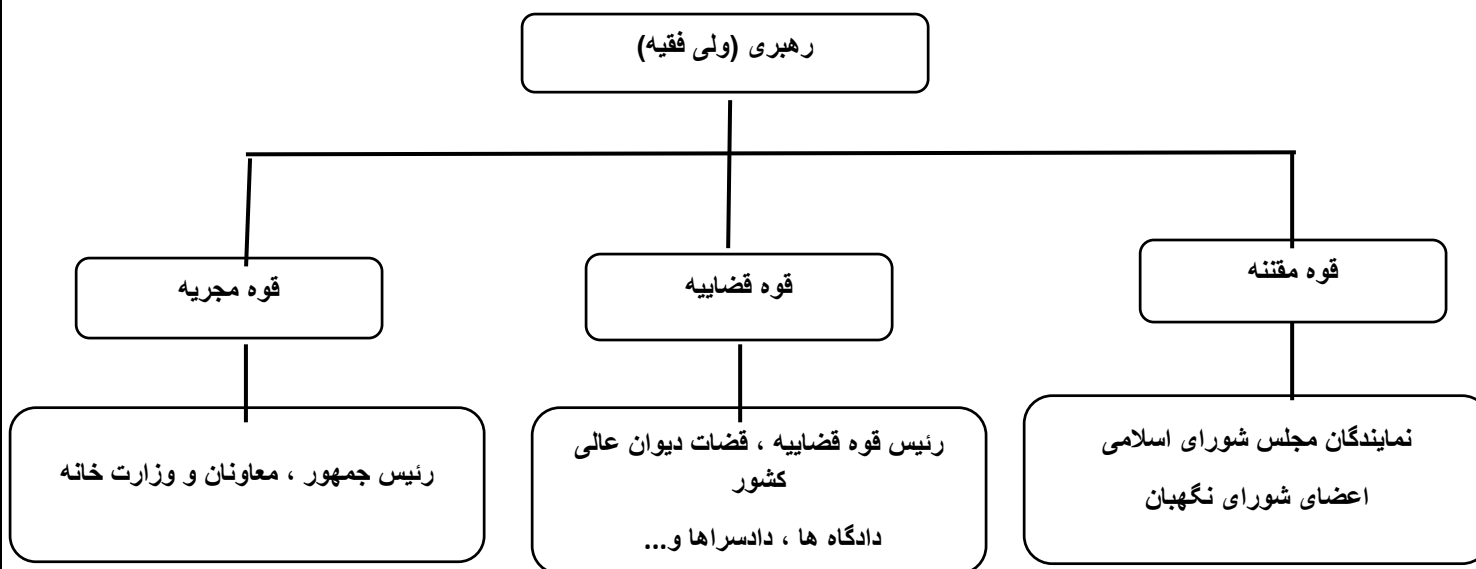 رهبری (ولی فقیه)
قوه مقننه
قوه قضاییه
قوه مجریه
نمایندگان مجلس شورای اسلامی
اعضای شورای نگهبان
رئیس قوه قضاییه ، قضات دیوان عالی
کشور
دادگاه ها ، دادسراها و...
رئیس جمهور ، معاونان و وزارت خانه